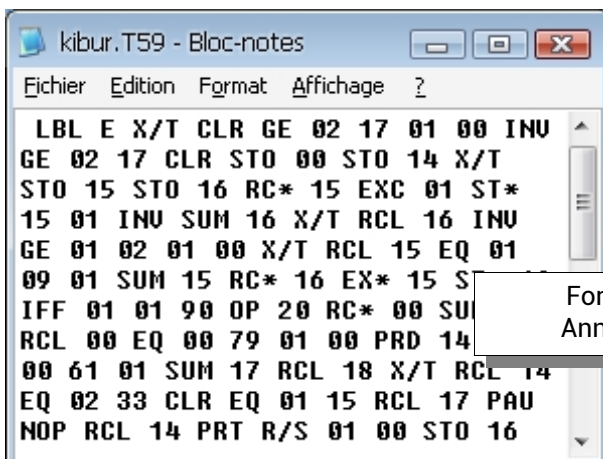 kibur.T59 - Bloc-notes
Fichier Edition Format Affichage ?
LBL E X/T CLR GE 02 17 01 00 INV
GE 02 17 CLR STO 00 STO 14 X/T
STO 15 STO 16 RC* 15 EXC 01 ST*
15 01 INV SUM 16 X/T RCL 16 INV
GE 01 02 01 00 X/T RCL 15 EQ 01
09 01 SUM 15 RC* 16 EX* 15
IFF 01 01 90 OP 20 RC* 00
RCL 00 EQ 00 79 01 00 PRD 14
00 61 01 SUM 17 RCL 18 X/T RCL 14
EQ 02 33 CLR EQ 01 15 RCL 17 PAU
NOP RCL 14 PRT R/S 01 00 STO 16